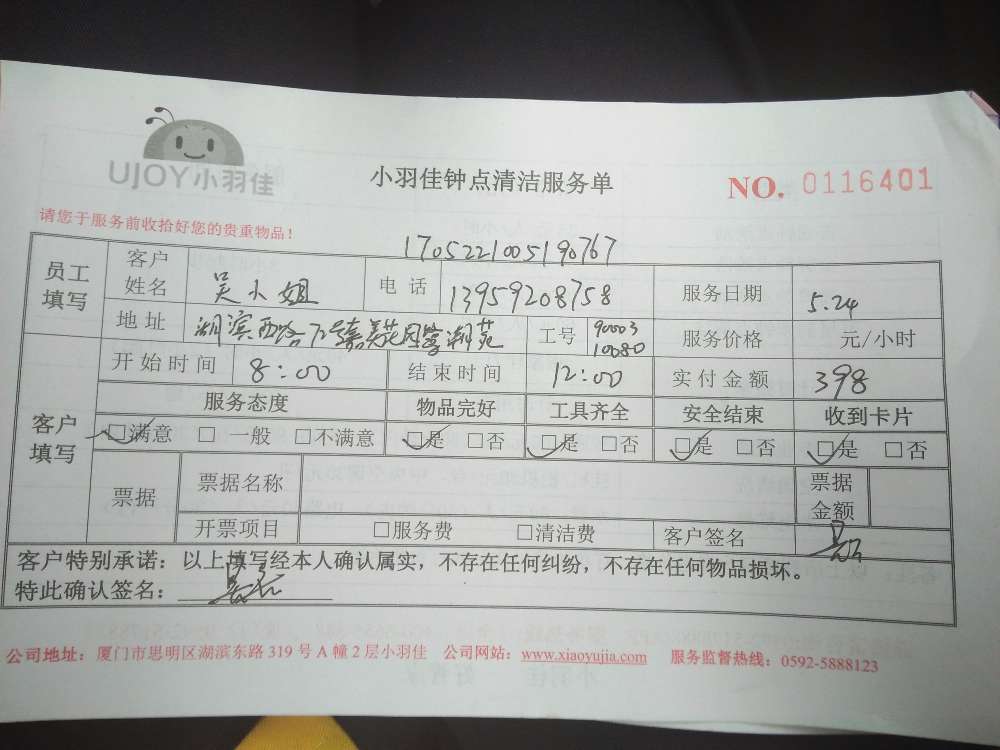 UJOY小羽佳
小羽佳钟点清洁服务单
NO. 0116401
请您于服务前收拾好您的贵重物品！
1705221005190767
员工填写 客户姓名 吴小姐 电话 13959208758 服务日期 5.24
地址 湖滨西路 工号 90003 10080 服务价格 元/小时
客户填写 开始时间 8:00 结束时间 12:00 实付金额 398
服务态度 物品完好 工具齐全 安全结束 收到卡片
☑满意 □一般 □不满意 ☑是 □否 ☑是 □否 ☑是 □否 ☑是 □否
票据 票据名称 票据金额
开票项目 □服务费 □清洁费 客户签名
客户特别承诺：以上填写经本人确认属实，不存在任何纠纷，不存在任何物品损坏。
特此确认签名：
公司地址：厦门市思明区湖滨东路 319 号 A 幢 2 层小羽佳 公司网站：www.xiaoyujia.com 服务监督热线：0592-5888123